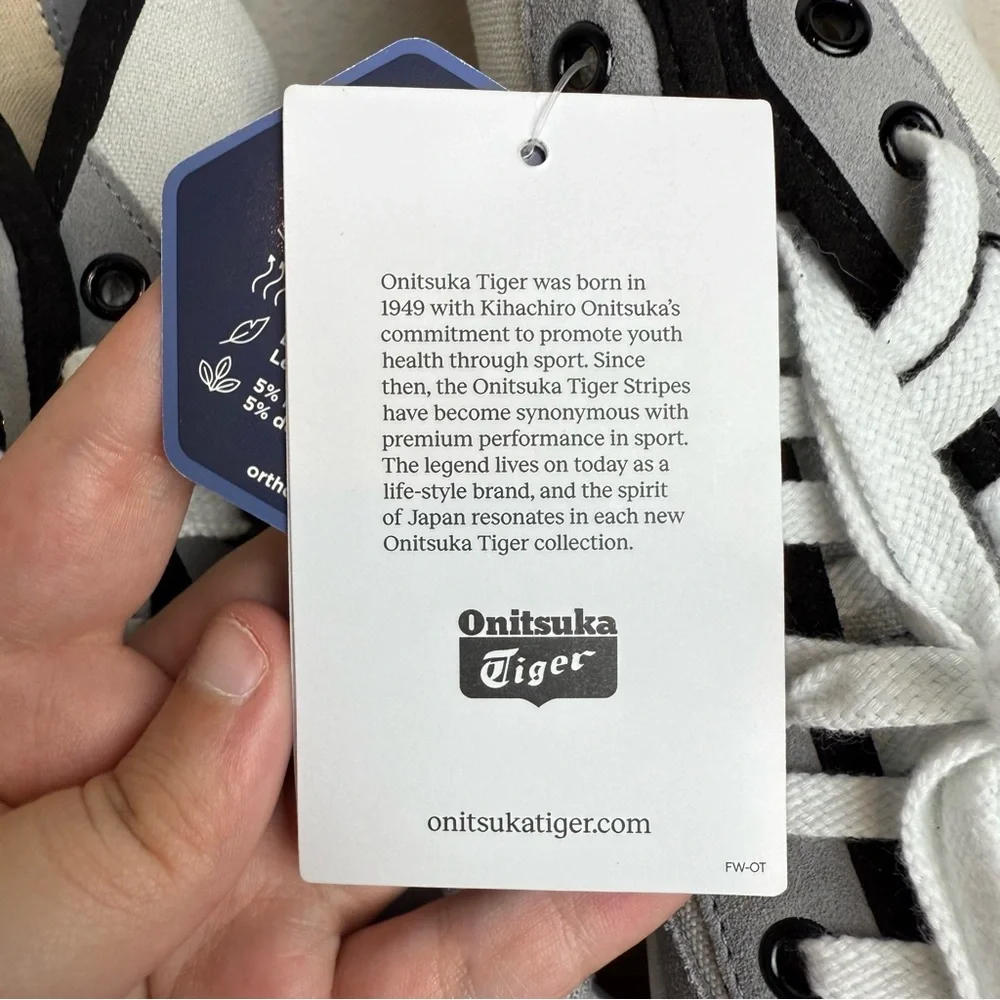 Onitsuka Tiger was born in
1949 with Kihachiro Onitsuka’s
commitment to promote youth
health through sport. Since
then, the Onitsuka Tiger Stripes
have become synonymous with
premium performance in sport.
The legend lives on today as a
life-style brand, and the spirit
of Japan resonates in each new
Onitsuka Tiger collection.
Onitsuka
Tiger
onitsukatiger.com
FW-OT
5%
5%